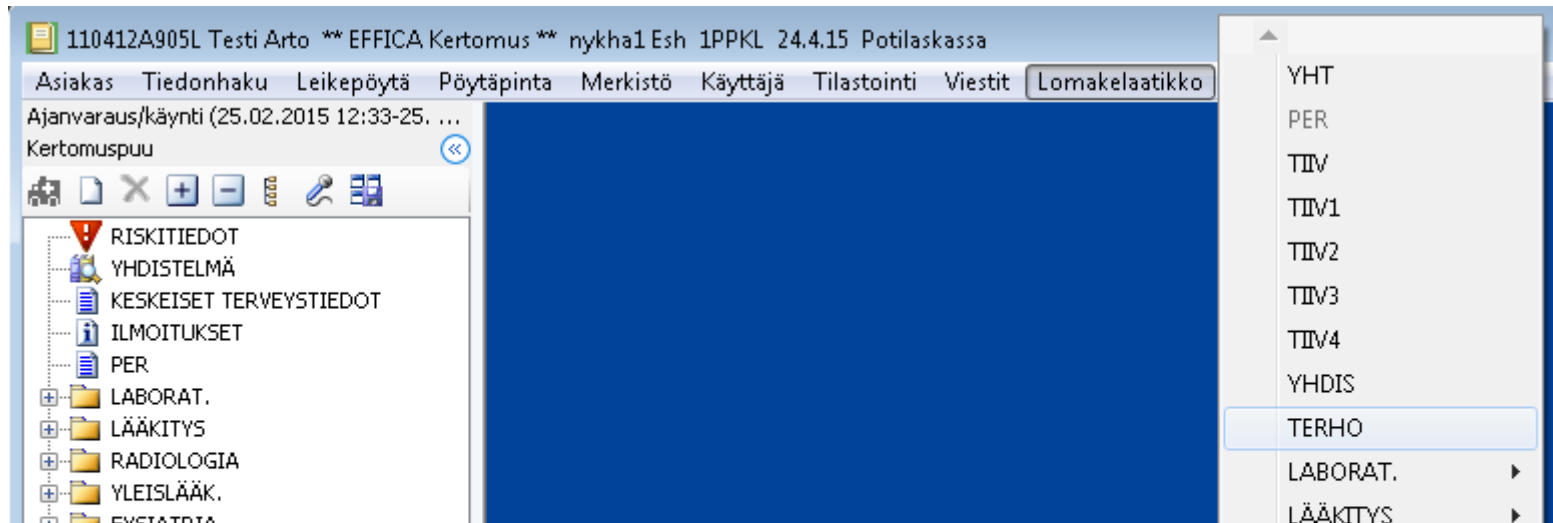 110412A905L Testi Arto ** EFFICA Kertomus ** nykha1 Esh 1PPKL 24.4.15 Potilaskassa
Asiakas Tiedonhaku Leikepöytä Pöytäpinta Merkistö Käyttäjä Tilastointi Viestit Lomakelaatikko
Ajanvaraus/käynti (25.02.2015 12:33-25. ...
Kertomuspuu
RISKITIEDOT
YHDISTELMÄ
KESKEISET TERVEYSTIEDOT
ILMOITUKSET
PER
LABORAT.
LÄÄKITYS
RADIOLOGIA
YLEISLÄÄK.
FYSIATRIA
YHT
PER
TIIV
TIIV1
TIIV2
TIIV3
TIIV4
YHDIS
TERHO
LABORAT.
LÄÄKITYS